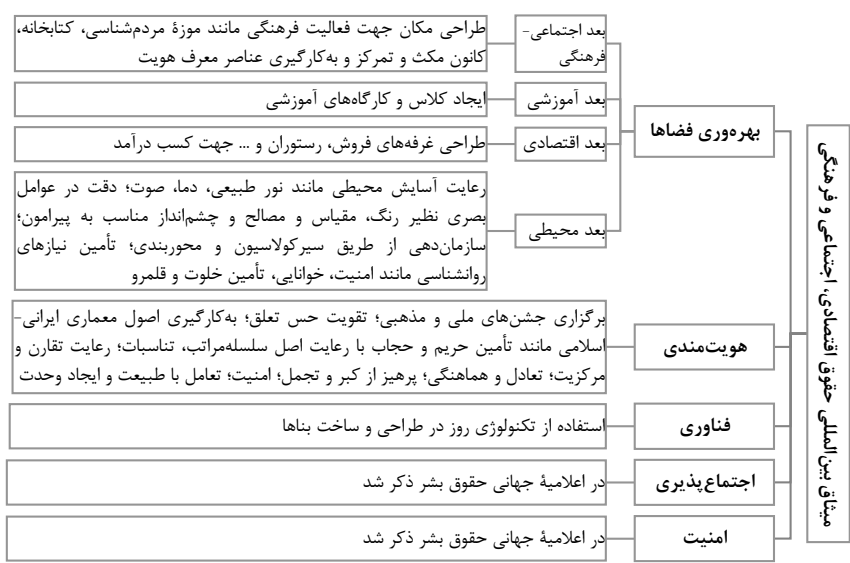 میثاق بین‌المللی حقوق اقتصادی، اجتماعی و فرهنگی
بهره‌وری فضاها
بعد اجتماعی-
فرهنگی
طراحی مکان جهت فعالیت فرهنگی مانند موزۀ مردم‌شناسی، کتابخانه،
کانون مکث و تمرکز و به‌کارگیری عناصر معرف هویت
بعد آموزشی
ایجاد کلاس و کارگاه‌های آموزشی
بعد اقتصادی
طراحی غرفه‌های فروش، رستوران و ... جهت کسب درآمد
بعد محیطی
رعایت آسایش محیطی مانند نور طبیعی، دما، صوت؛ دقت در عوامل
بصری نظیر رنگ، مقیاس و مصالح و چشم‌انداز مناسب به پیرامون؛
سازمان‌دهی از طریق سیرکولاسیون و محوربندی؛ تأمین نیازهای
روانشناسی مانند امنیت، خوانایی، تأمین خلوت و قلمرو
هویت‌مندی
برگزاری جشن‌های ملی و مذهبی؛ تقویت حس تعلق؛ به‌کارگیری اصول معماری ایرانی-
اسلامی مانند تأمین حریم و حجاب با رعایت اصل سلسله‌مراتب، تناسبات؛ رعایت تقارن و
مرکزیت؛ تعادل و هماهنگی؛ پرهیز از کبر و تجمل؛ امنیت؛ تعامل با طبیعت و ایجاد وحدت
فناوری
استفاده از تکنولوژی روز در طراحی و ساخت بناها
اجتماع‌پذیری
در اعلامیۀ جهانی حقوق بشر ذکر شد
امنیت
در اعلامیۀ جهانی حقوق بشر ذکر شد